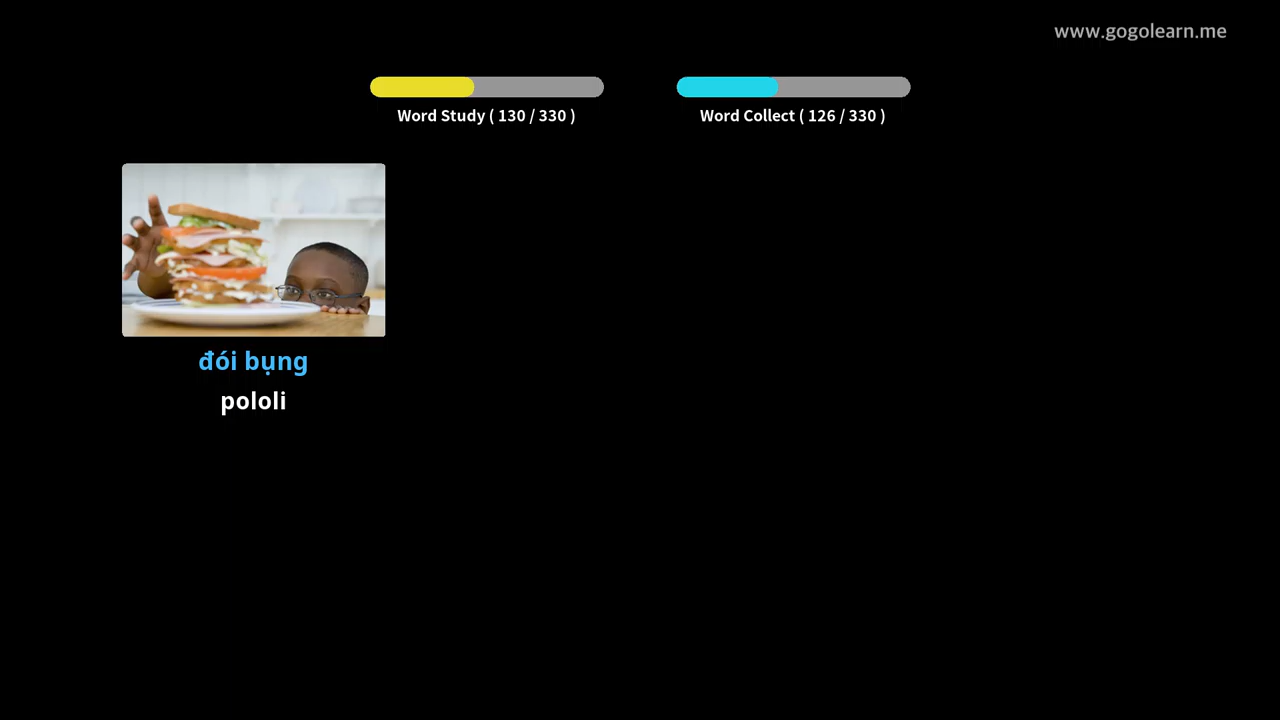 www.gogolearn.me
Word Study ( 130 / 330 )
Word Collect ( 126 / 330 )
đói bụng
pololi